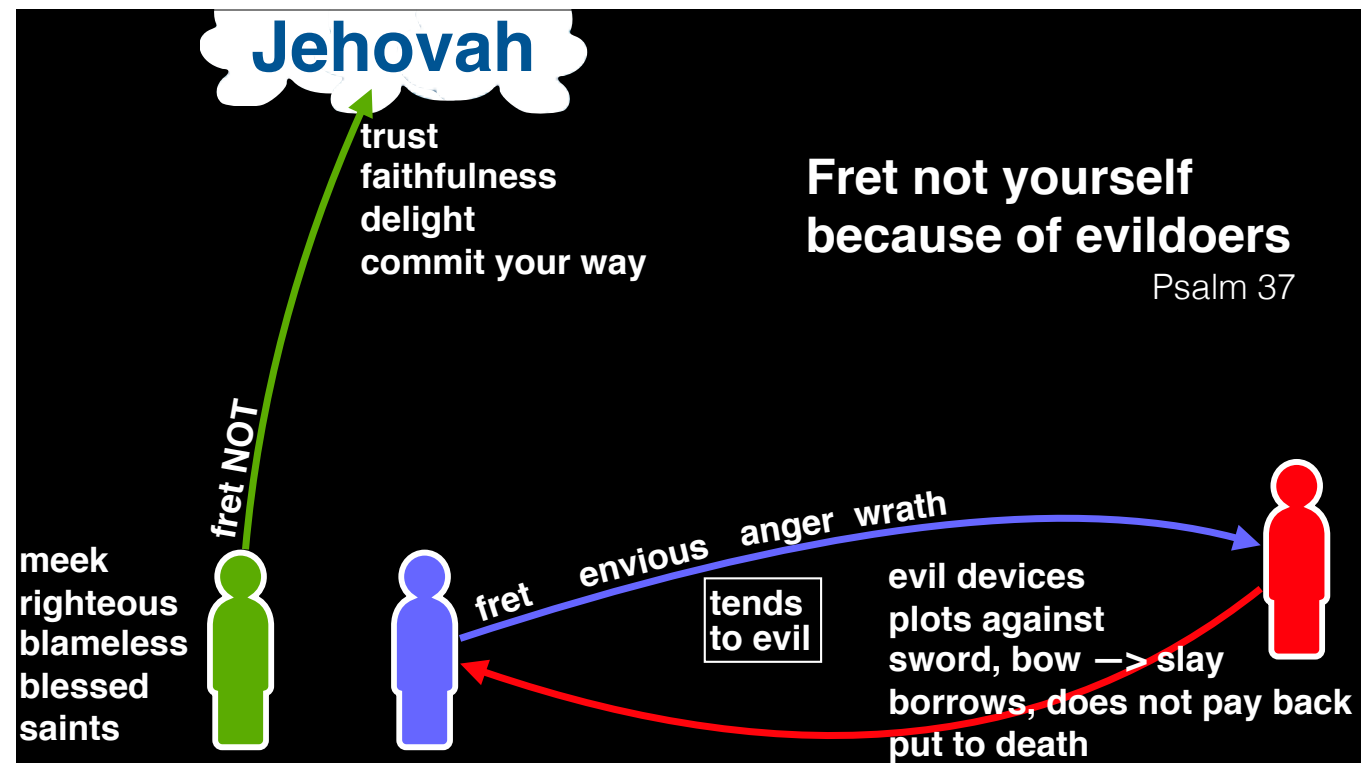 Jehovah
trust
faithfulness
delight
commit your way
Fret not yourself
because of evildoers
Psalm 37
fret NOT
meek
righteous
blameless
blessed
saints
fret envious anger wrath
tends
to evil
evil devices
plots against
sword, bow —> slay
borrows, does not pay back
put to death